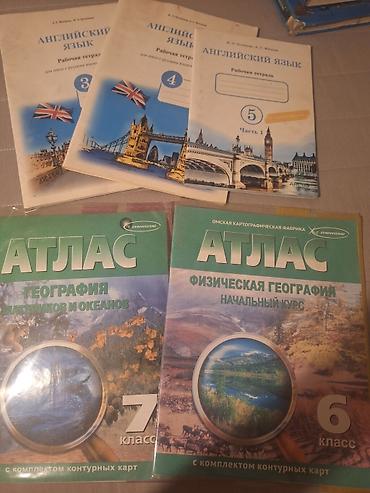 АНГЛИЙСКИЙ
ЯЗЫК
Рабочая тетрадь
3
АНГЛИЙСКИЙ
ЯЗЫК
Рабочая тетрадь
4
АНГЛИЙСКИЙ ЯЗЫК
Рабочая тетрадь
5
Часть 1
АТЛАС
ГЕОГРАФИЯ
МАТЕРИКОВ И ОКЕАНОВ
7
КЛАСС
с комплектом контурных карт
ОМСКАЯ КАРТОГРАФИЧЕСКАЯ ФАБРИКА
АТЛАС
ФИЗИЧЕСКАЯ ГЕОГРАФИЯ
НАЧАЛЬНЫЙ КУРС
6
КЛАСС
с комплектом контурных карт